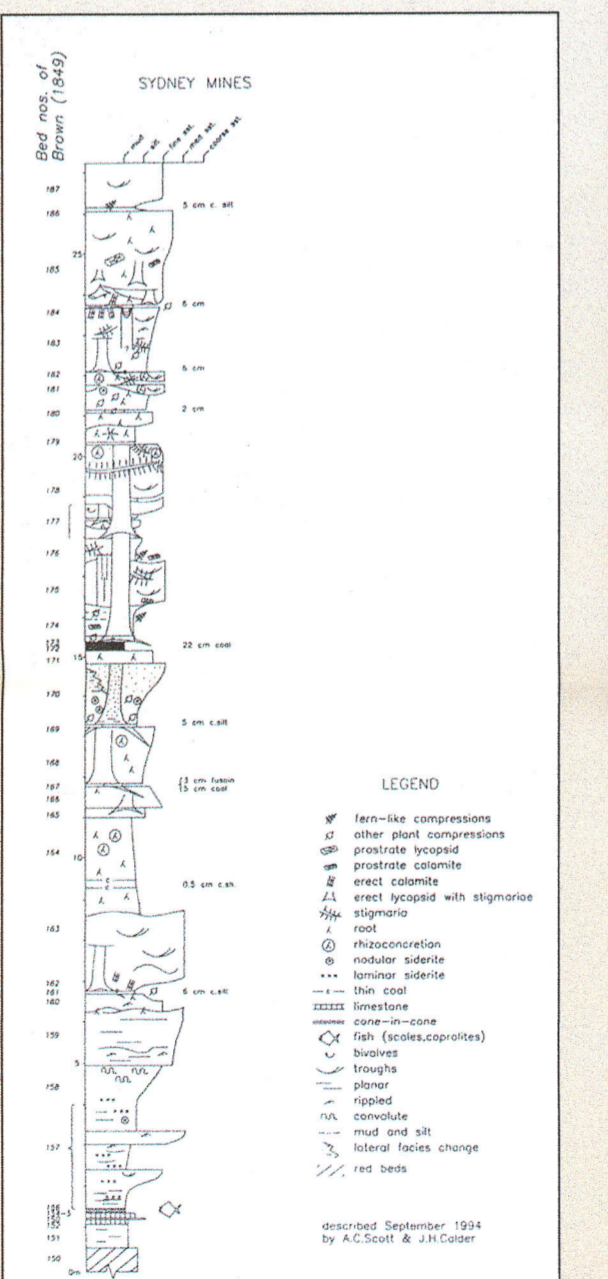 Bed nos. of
Brown (1849)
SYDNEY MINES
mud
silt
fine sst.
med sst.
coarse sst.
187
5 cm c. silt
186
25
185
6 cm
184
183
5 cm
182
181
2 cm
180
179
20
178
177
176
175
174
173
172
22 cm coal
15
171
170
5 cm c.silt
169
168
13 cm fusain
15 cm coal
167
166
165
164
10
0.5 cm c.sh.
163
162
161
6 cm c.silt
160
159
5
158
157
152
151
150
0m
LEGEND
fern-like compressions
other plant compressions
prostrate lycopsid
prostrate calamite
erect calamite
erect lycopsid with stigmariae
stigmaria
root
rhizoconcretion
nodular siderite
laminar siderite
thin coal
limestone
cone-in-cone
fish (scales,coprolites)
bivalves
troughs
planar
rippled
convolute
mud and silt
lateral facies change
red beds
described September 1994
by A.C.Scott & J.H.Calder